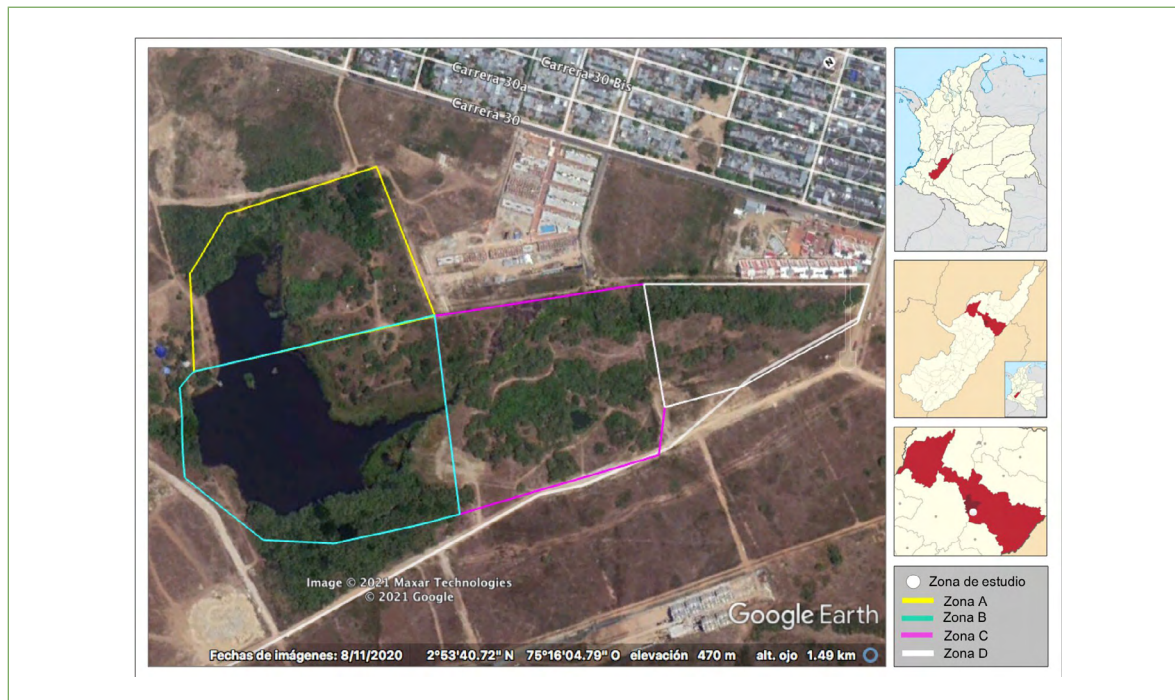 Carrera 30 Bis
Carrera 30a
Carrera 30
N
Image © 2021 Maxar Technologies
© 2021 Google
Google Earth
Fechas de imágenes: 8/11/2020 2°53'40.72" N 75°16'04.79" O elevación 470 m alt. ojo 1.49 km
Zona de estudio
Zona A
Zona B
Zona C
Zona D